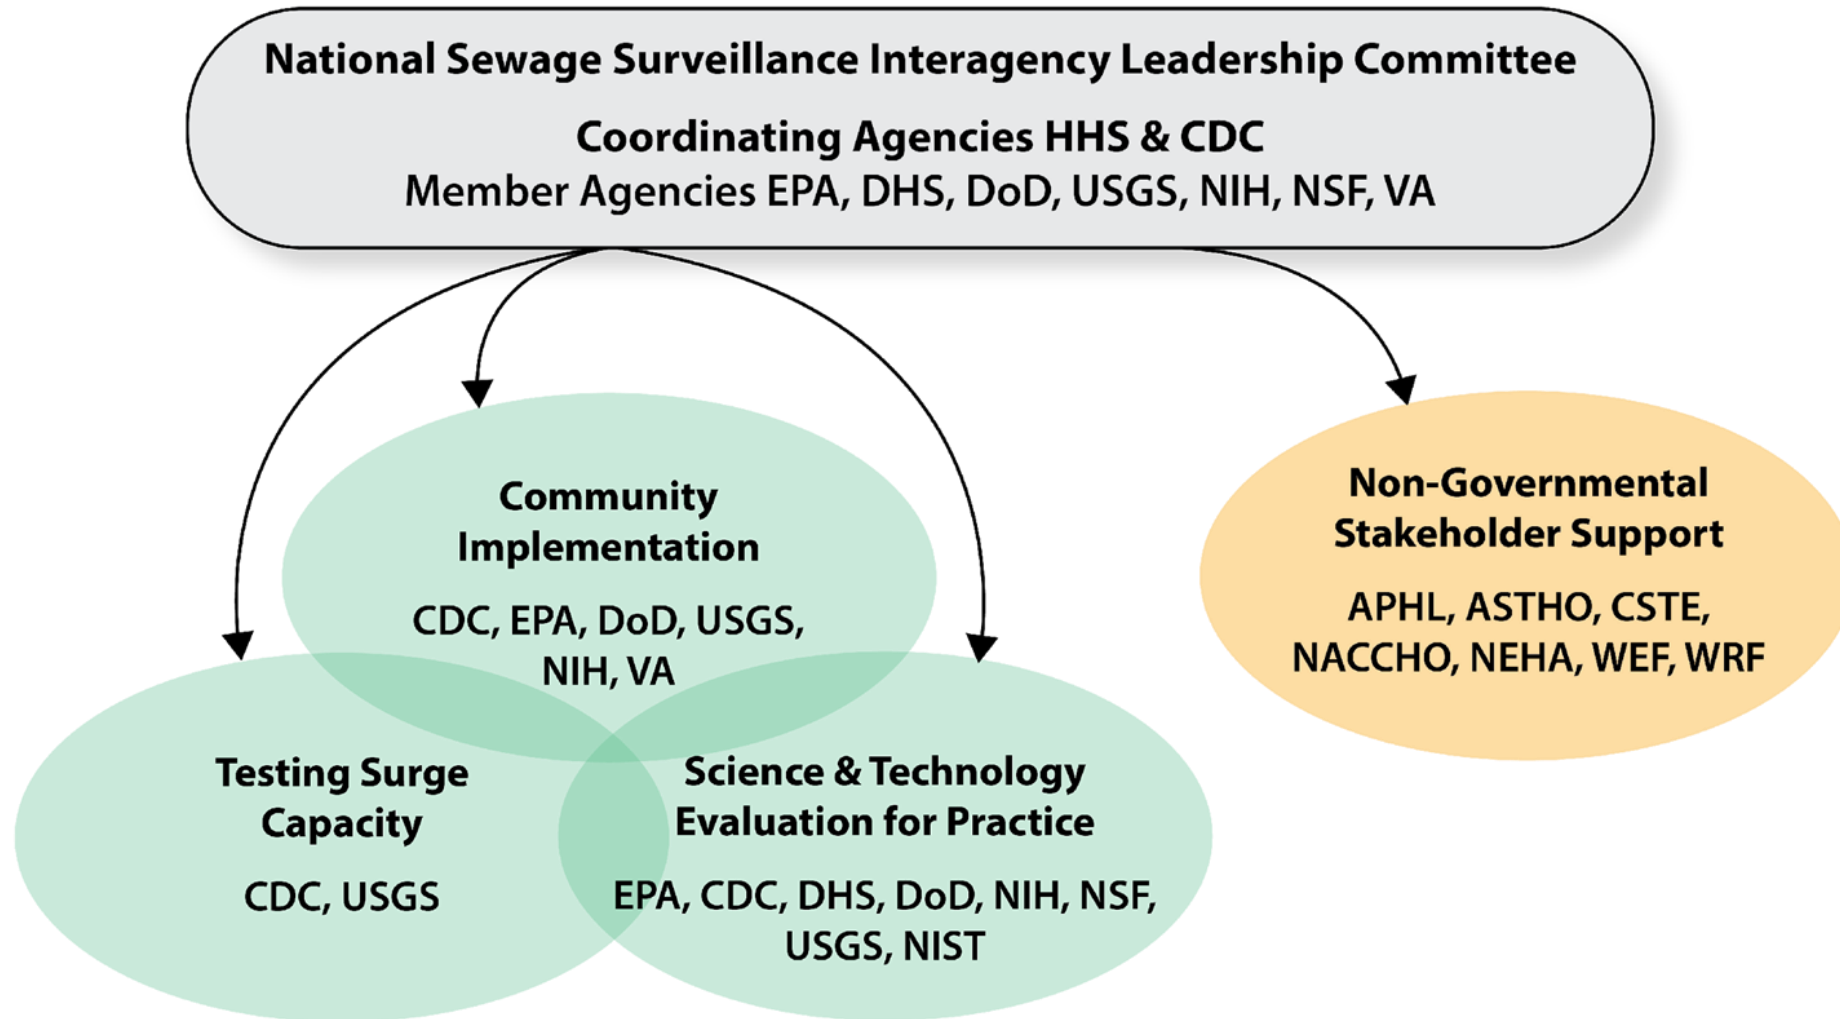 National Sewage Surveillance Interagency Leadership Committee
Coordinating Agencies HHS & CDC
Member Agencies EPA, DHS, DoD, USGS, NIH, NSF, VA
Community
Implementation
CDC, EPA, DoD, USGS,
NIH, VA
Non-Governmental
Stakeholder Support
APHL, ASTHO, CSTE,
NACCHO, NEHA, WEF, WRF
Testing Surge
Capacity
CDC, USGS
Science & Technology
Evaluation for Practice
EPA, CDC, DHS, DoD, NIH, NSF,
USGS, NIST